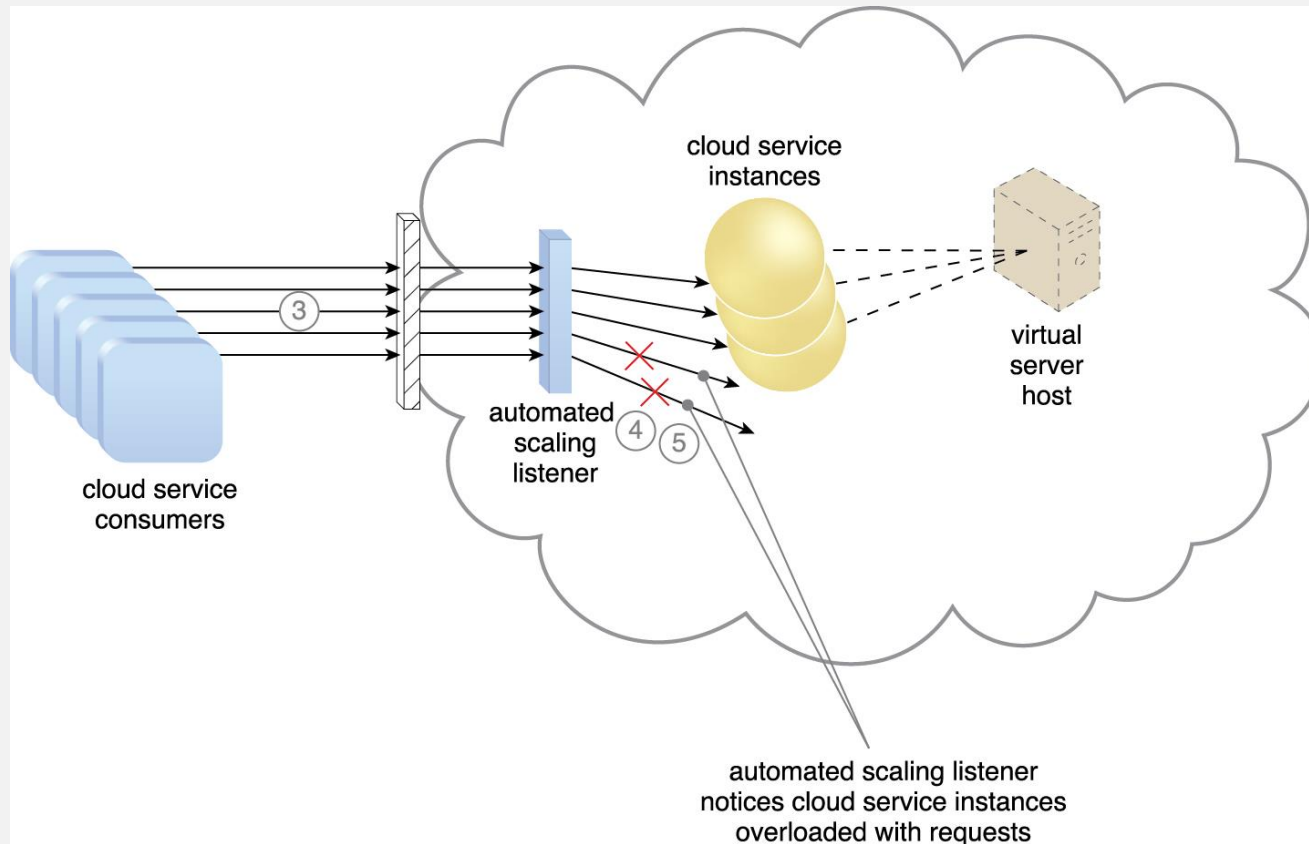 cloud service
instances
3
virtual
server
host
automated
scaling
listener
4
5
cloud service
consumers
automated scaling listener
notices cloud service instances
overloaded with requests